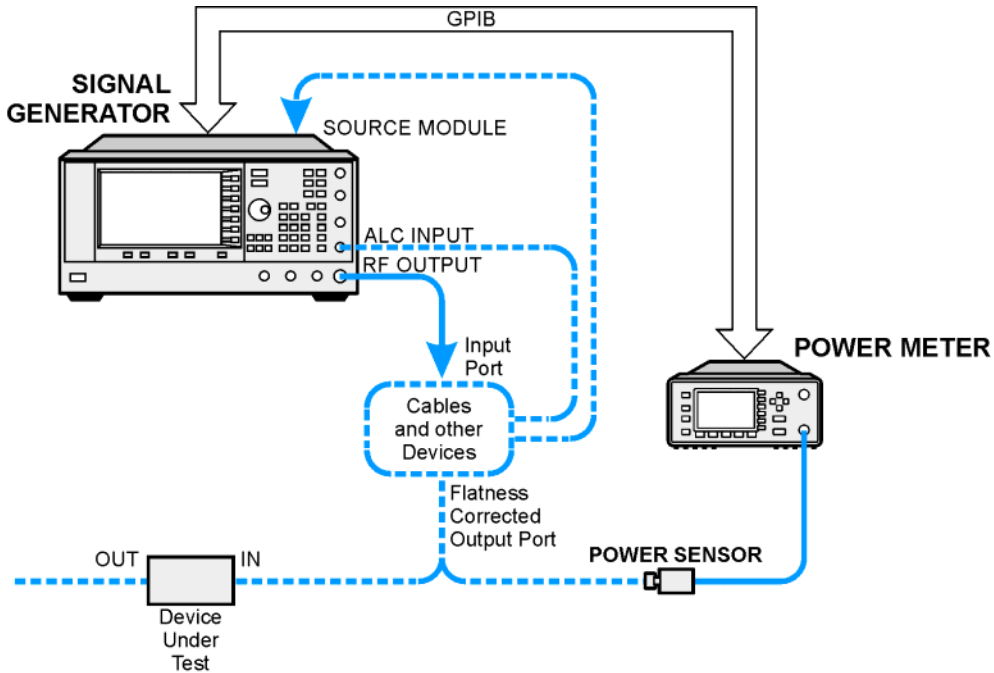 GPIB
SIGNAL
GENERATOR
SOURCE MODULE
ALC INPUT
RF OUTPUT
Input
Port
POWER METER
Cables
and other
Devices
Flatness
Corrected
Output Port
POWER SENSOR
OUT
IN
Device
Under
Test